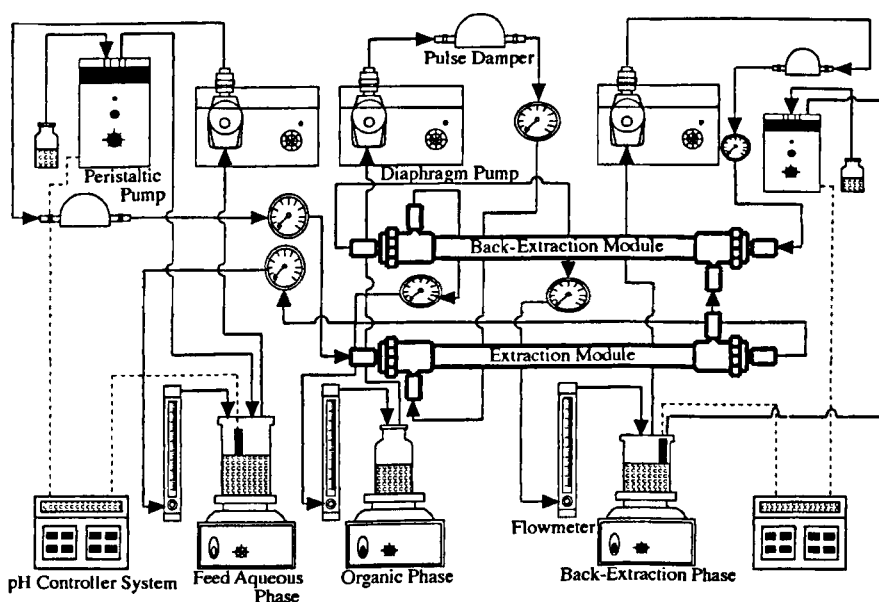 Pulse Damper
Peristaltic
Pump
Diaphragm Pump
Back-Extraction Module
Extraction Module
Flowmeter
pH Controller System
Feed Aqueous
Phase
Organic Phase
Back-Extraction Phase